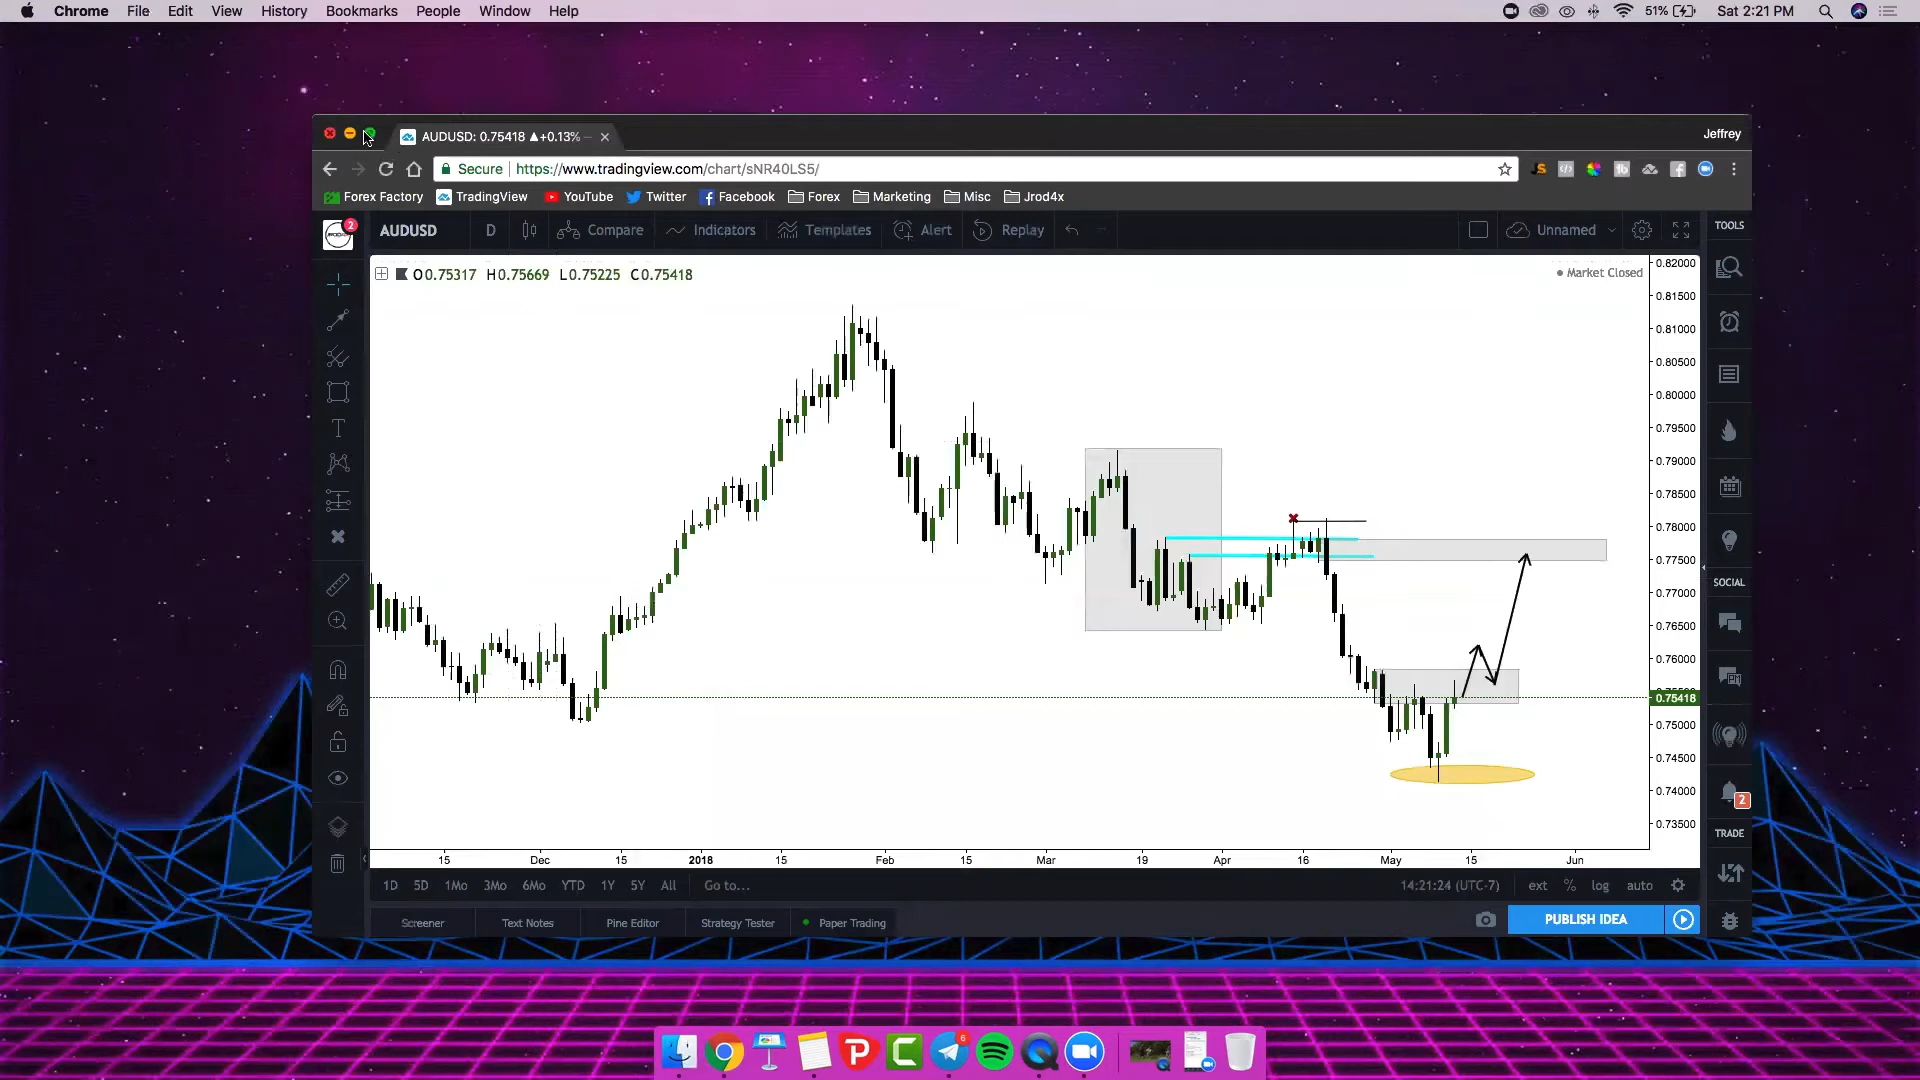 Chrome File Edit View History Bookmarks People Window Help 51% Sat 2:21 PM
AUDUSD: 0.75418 ▲+0.13% – Jeffrey
Secure | https://www.tradingview.com/chart/sNR40LS5/
Forex Factory TradingView YouTube Twitter Facebook Forex Marketing Misc Jrod4x
2 AUDUSD D Compare Indicators Templates Alert Replay Unnamed TOOLS
O0.75317 H0.75669 L0.75225 C0.75418 Market Closed
0.82000
0.81500
0.81000
0.80500
0.80000
0.79500
0.79000
0.78500
0.78000
0.77500
SOCIAL
0.77000
0.76500
0.76000
0.75418
0.75000
0.74500
0.74000
2
0.73500
TRADE
15 Dec 15 2018 15 Feb 15 Mar 19 Apr 16 May 15 Jun
1D 5D 1Mo 3Mo 6Mo YTD 1Y 5Y All Go to... 14:21:24 (UTC-7) ext % log auto
Screener Text Notes Pine Editor Strategy Tester Paper Trading PUBLISH IDEA
6